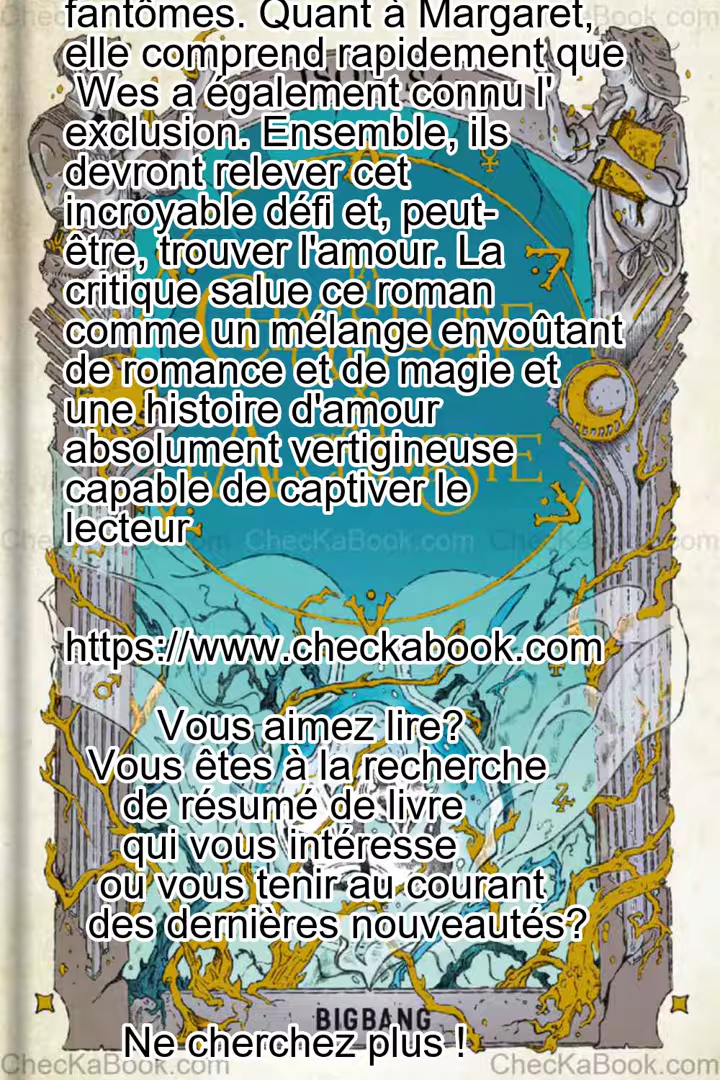 fantômes. Quant à Margaret,
elle comprend rapidement que
Wes a également connu l'
exclusion. Ensemble, ils
devront relever cet
incroyable défi et, peut-
être, trouver l'amour. La
critique salue ce roman
comme un mélange envoûtant
de romance et de magie et
une histoire d'amour
absolument vertigineuse
capable de captiver le
lecteur
ChecKaBook.com
https://www.checkabook.com
Vous aimez lire?
Vous êtes à la recherche
de résumé de livre
qui vous intéresse
ou vous tenir au courant
des dernières nouveautés?
BIGBANG
Ne cherchez plus !
ChecKaBook.com ChecKaBook.com